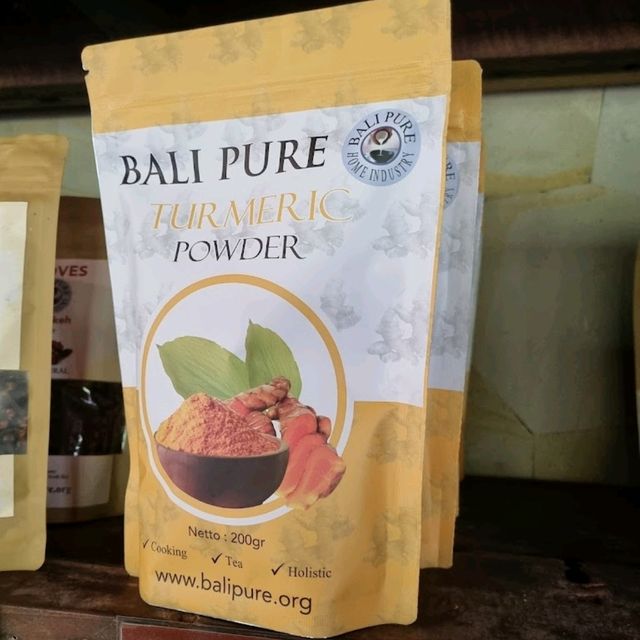 BALI PURE
BALI PURE
HOME INDUSTRY
TURMERIC
POWDER
Netto : 200gr
✓Cooking ✓Tea ✓Holistic
www.balipure.org
OVES